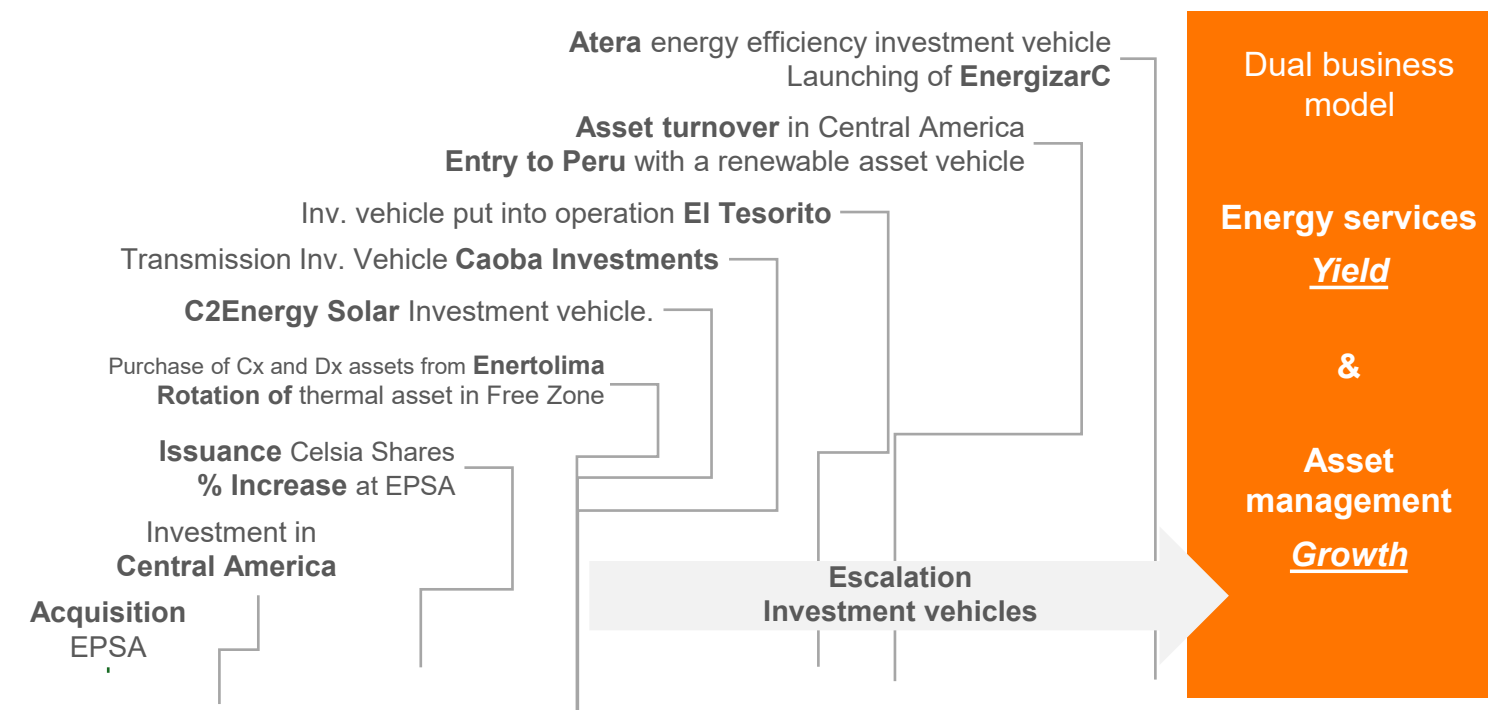 Atera energy efficiency investment vehicle
Launching of EnergizarC
Asset turnover in Central America
Entry to Peru with a renewable asset vehicle
Inv. vehicle put into operation El Tesorito
Transmission Inv. Vehicle Caoba Investments
C2Energy Solar Investment vehicle.
Purchase of Cx and Dx assets from Enertolima
Rotation of thermal asset in Free Zone
Issuance Celsia Shares
% Increase at EPSA
Investment in
Central America
Acquisition
EPSA
Escalation
Investment vehicles
Dual business
model
Energy services
Yield
&
Asset
management
Growth